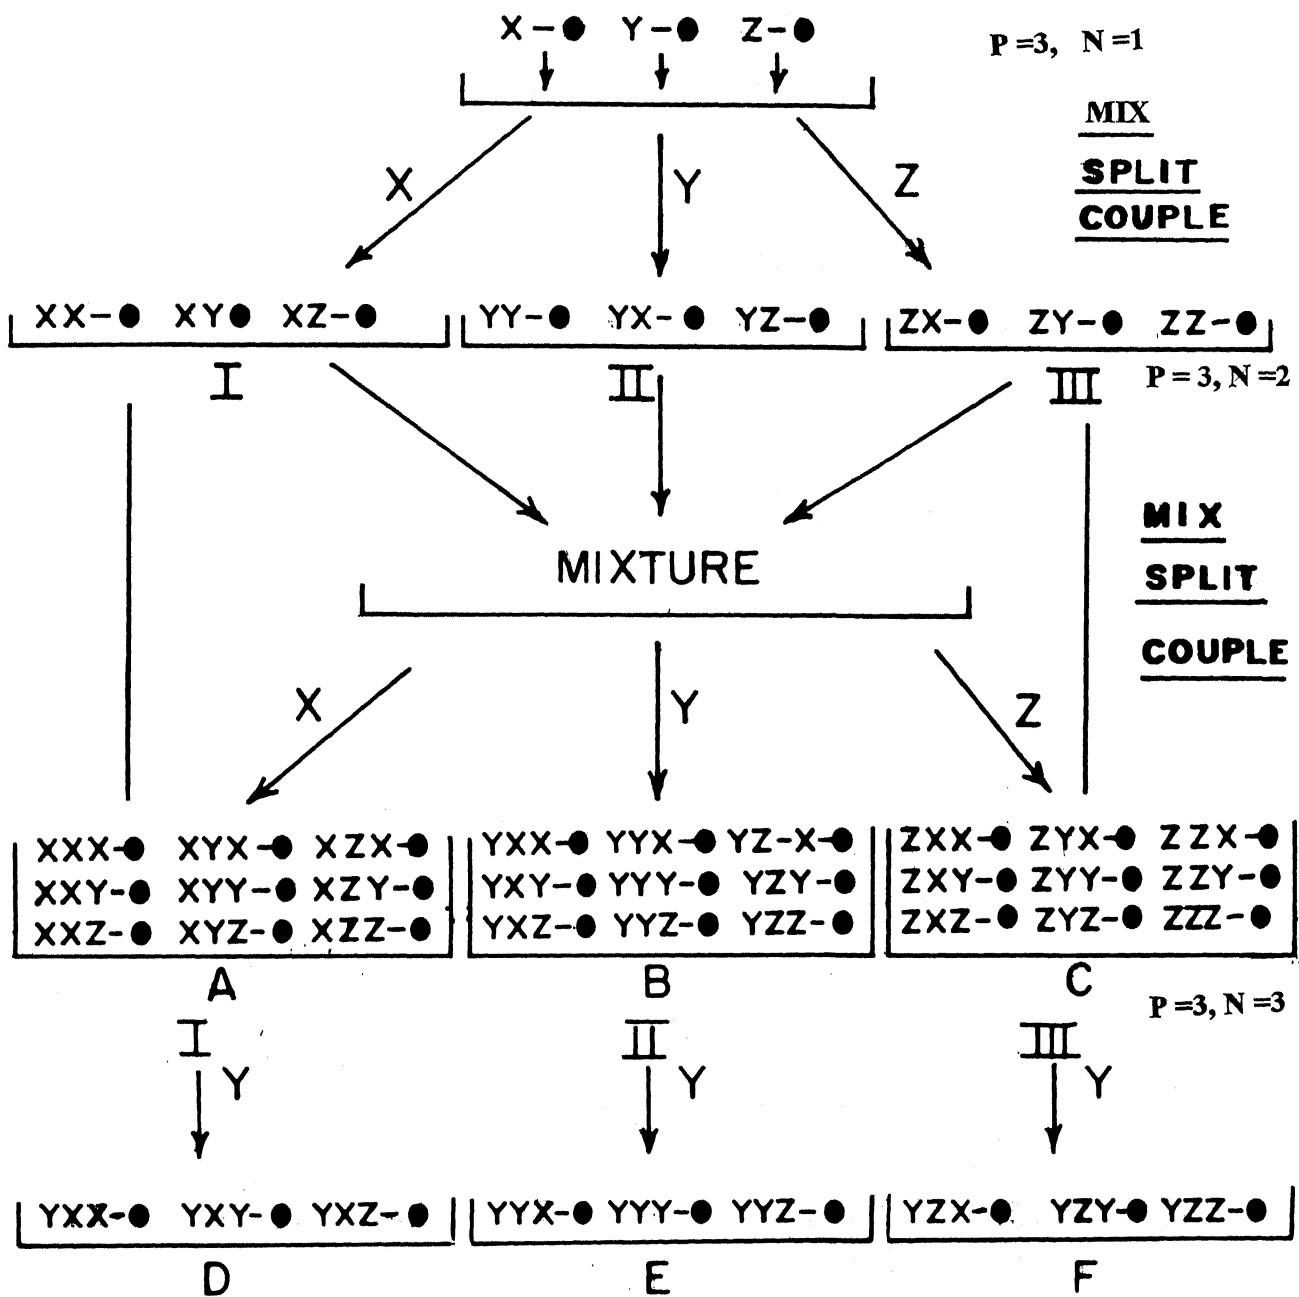 X-● Y-● Z-●
P =3, N =1
MIX
SPLIT
COUPLE
X Y Z
XX-● XY● XZ-● YY-● YX-● YZ-● ZX-● ZY-● ZZ-●
I II III
P = 3, N =2
MIXTURE
MIX
SPLIT
COUPLE
X Y Z
XXX-● XYX-● XZX-● YXX-● YYX-● YZ-X-● ZXX-● ZYX-● ZZX-●
XXY-● XYY-● XZY-● YXY-● YYY-● YZY-● ZXY-● ZYY-● ZZY-●
XXZ-● XYZ-● XZZ-● YXZ-● YYZ-● YZZ-● ZXZ-● ZYZ-● ZZZ-●
A B C
P =3, N =3
I II III
Y Y Y
YXX-● YXY-● YXZ-● YYX-● YYY-● YYZ-● YZX-● YZY-● YZZ-●
D E F